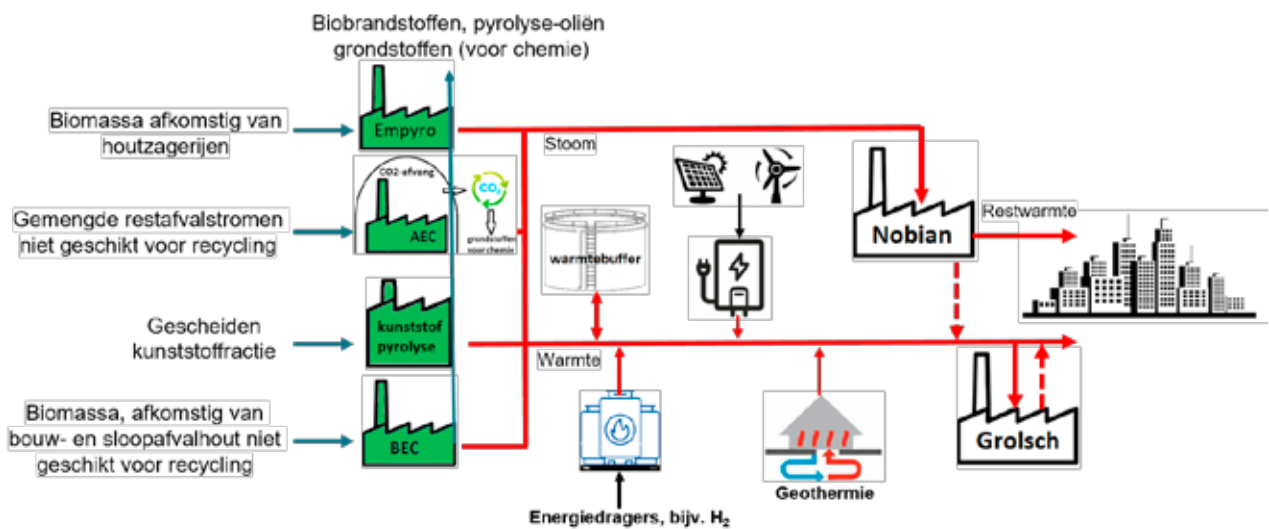 Biobrandstoffen, pyrolyse-oliën
grondstoffen (voor chemie)
Biomassa afkomstig van
houtzagerijen
Empyro
Stoom
CO2-afvang
CO₂
Gemengde restafvalstromen
niet geschikt voor recycling
AEC
grondstoffen
voor chemie
warmtebuffer
Nobian
Restwarmte
Gescheiden
kunststoffractie
kunststof
pyrolyse
Warmte
Biomassa, afkomstig van
bouw- en sloopafvalhout niet
geschikt voor recycling
BEC
Grolsch
Geothermie
Energiedragers, bijv. H₂